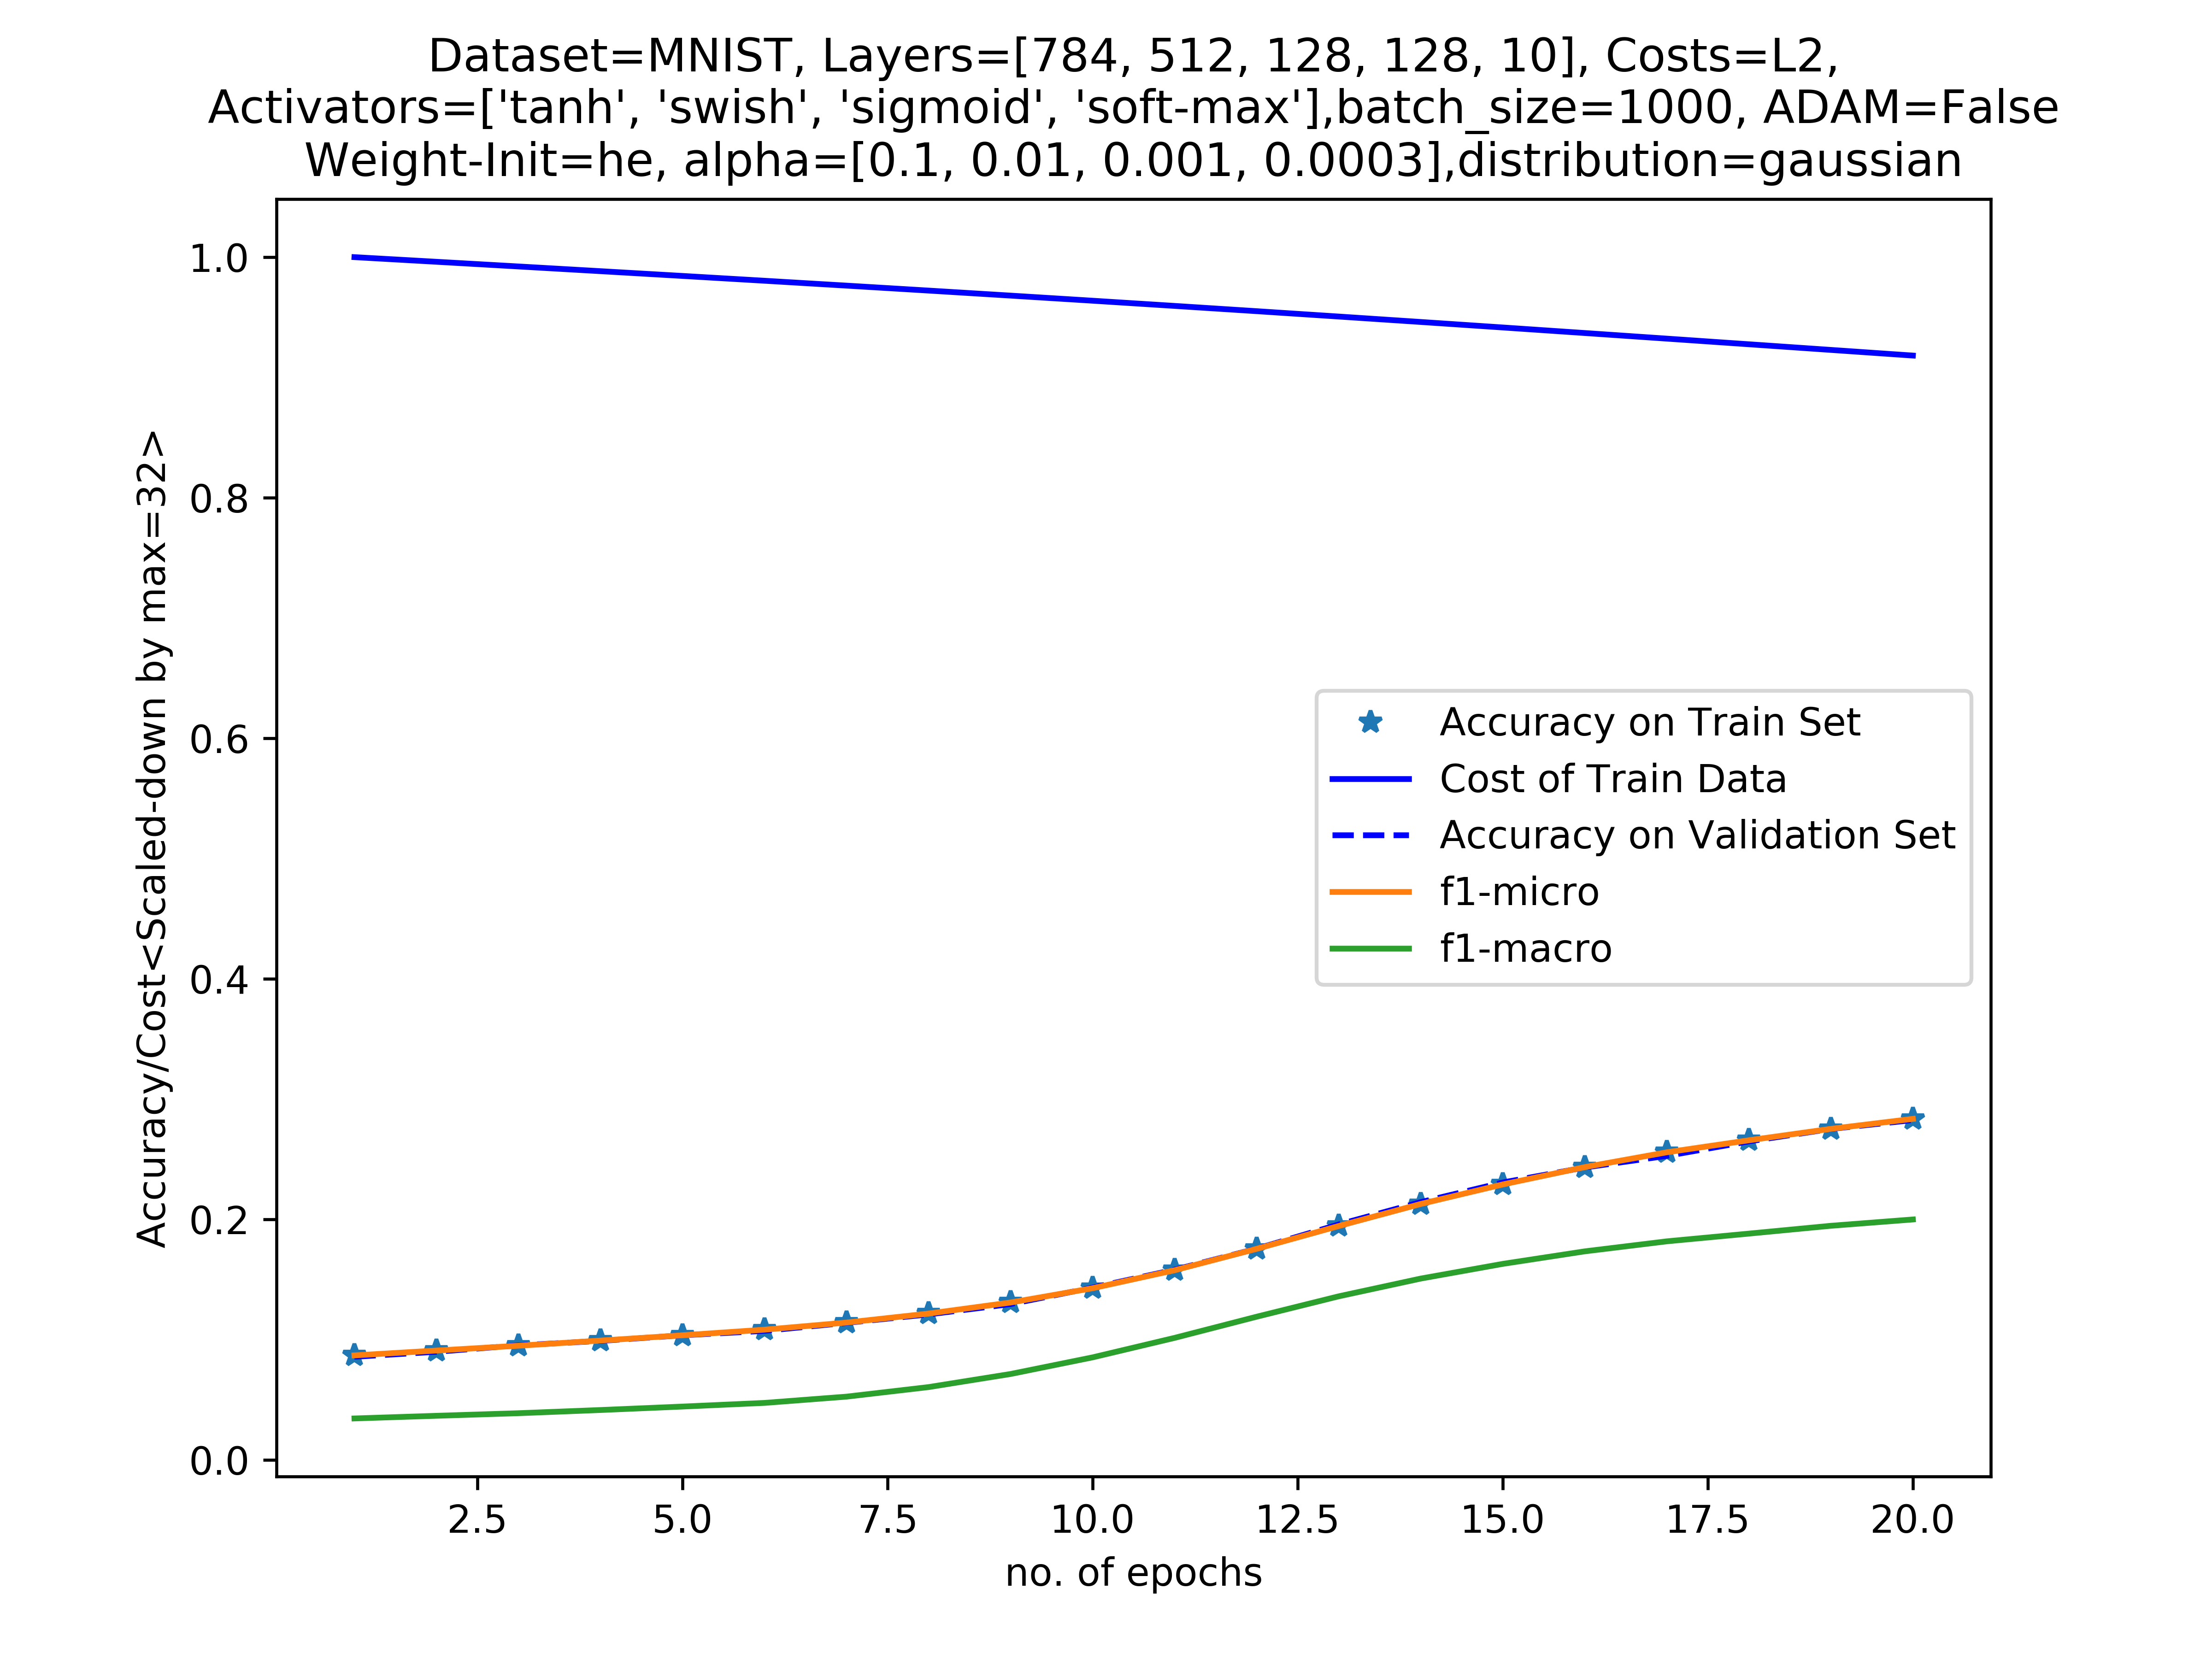 Dataset=MNIST, Layers=[784, 512, 128, 128, 10], Costs=L2,
Activators=['tanh', 'swish', 'sigmoid', 'soft-max'],batch_size=1000, ADAM=False
Weight-Init=he, alpha=[0.1, 0.01, 0.001, 0.0003],distribution=gaussian
Accuracy/Cost<Scaled-down by max=32>
1.0
0.8
0.6
0.4
0.2
0.0
Accuracy on Train Set
Cost of Train Data
Accuracy on Validation Set
f1-micro
f1-macro
2.5 5.0 7.5 10.0 12.5 15.0 17.5 20.0
no. of epochs